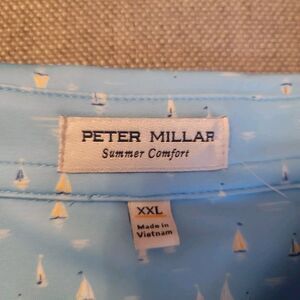 PETER MILLAR
Summer Comfort
XXL
Made in
Vietnam